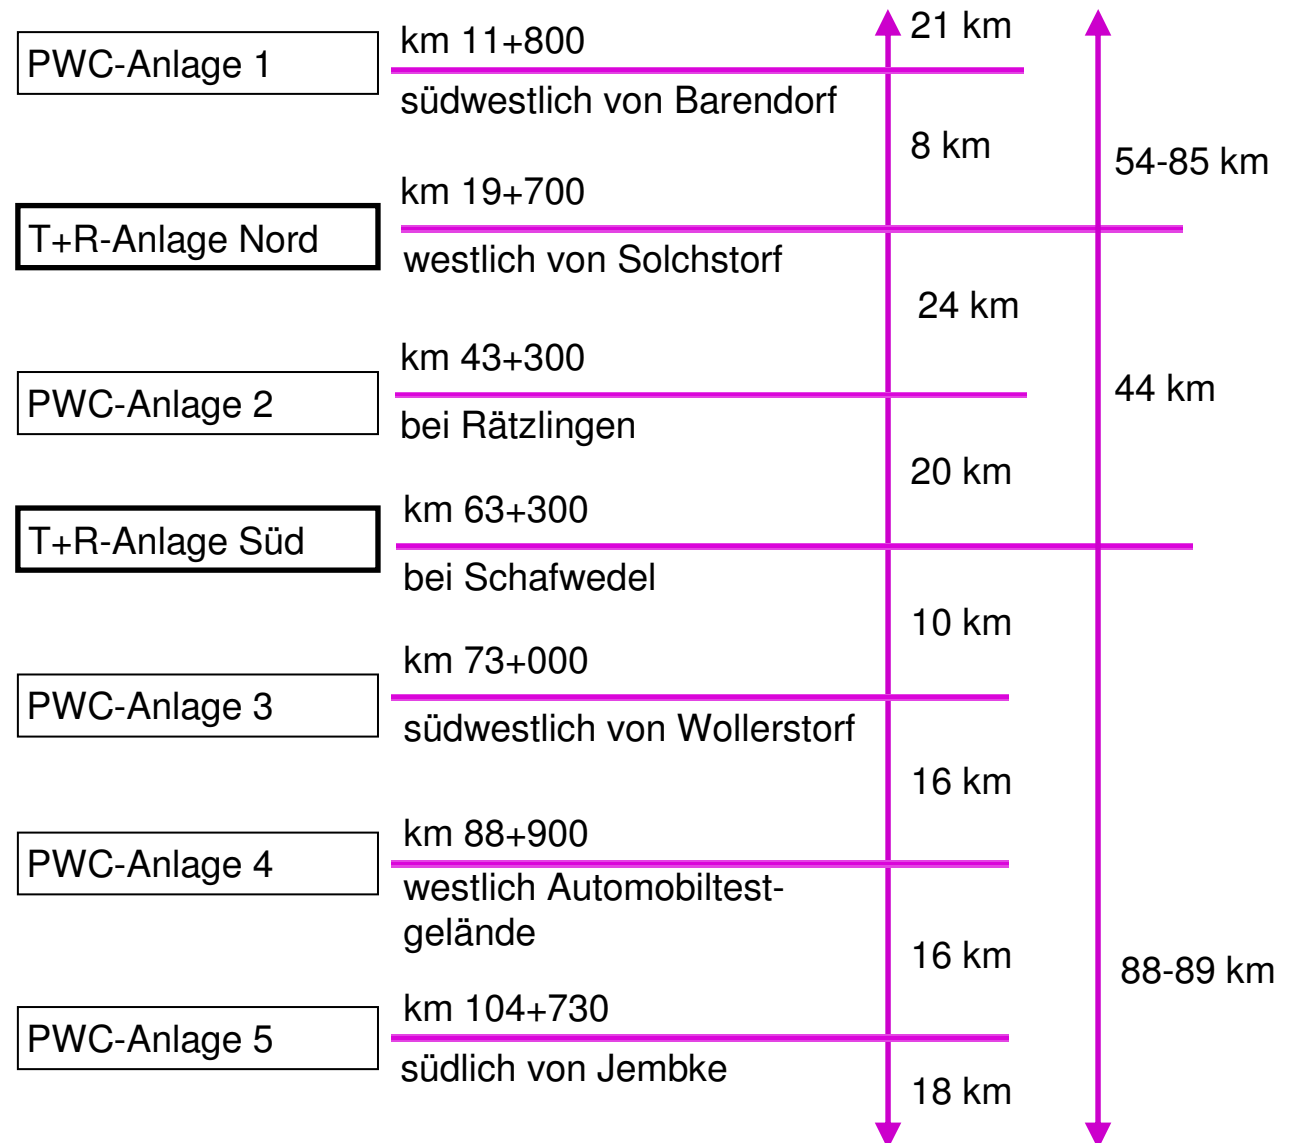 21 km
PWC-Anlage 1
km 11+800
südwestlich von Barendorf
8 km
54-85 km
T+R-Anlage Nord
km 19+700
westlich von Solchstorf
24 km
PWC-Anlage 2
km 43+300
bei Rätzlingen
44 km
20 km
T+R-Anlage Süd
km 63+300
bei Schafwedel
10 km
PWC-Anlage 3
km 73+000
südwestlich von Wollerstorf
16 km
PWC-Anlage 4
km 88+900
westlich Automobiltest-
gelände
16 km
88-89 km
PWC-Anlage 5
km 104+730
südlich von Jembke
18 km